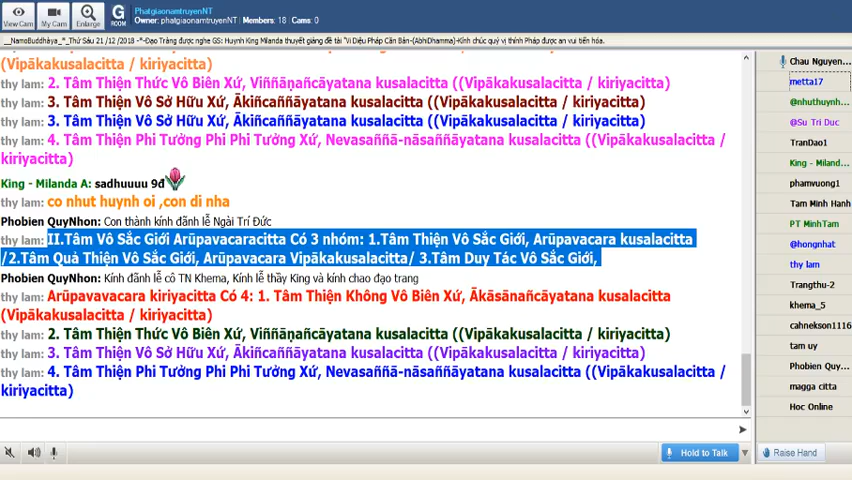 PhatgiaonamtruyenNT
Owner: phatgiaonamtruyenNT | Members: 18 | Cams: 0
View Cam
My Cam
Enlarge
G
ROOM
__NamoBuddhàya_*_Thứ Sáu 21 /12 /2018 -*-Đạo Tràng được nghe GS: Huynh King Milanda thuyết giảng đề tài "Vi Diệu Pháp Căn Bản-(AbhiDhamma)-Kính chúc quý vị thính Pháp được an vui tiến hóa.
(Vipākakusalacitta / kiriyacitta)
thy lam: 2. Tâm Thiện Thức Vô Biên Xứ, Viññāṇañcāyatana kusalacitta ((Vipākakusalacitta / kiriyacitta)
thy lam: 3. Tâm Thiện Vô Sở Hữu Xứ, Ākiñcaññāyatana kusalacitta ((Vipākakusalacitta / kiriyacitta)
thy lam: 3. Tâm Thiện Vô Sở Hữu Xứ, Ākiñcaññāyatana kusalacitta ((Vipākakusalacitta / kiriyacitta)
thy lam: 4. Tâm Thiện Phi Tưởng Phi Phi Tưởng Xứ, Nevasaññā-nāsaññāyatana kusalacitta ((Vipākakusalacitta /
kiriyacitta)
King - Milanda A: sadhuuuu 9đ
thy lam: co nhut huynh oi ,con di nha
Phobien QuyNhon: Con thành kính đãnh lễ Ngài Trí Đức
thy lam: II.Tâm Vô Sắc Giới Arūpavacaracitta Có 3 nhóm: 1.Tâm Thiện Vô Sắc Giới, Arūpavacara kusalacitta
/2.Tâm Quả Thiện Vô Sắc Giới, Arūpavacara Vipākakusalacitta/ 3.Tâm Duy Tác Vô Sắc Giới,
Phobien QuyNhon: Kính đãnh lễ cô TN Khema, Kính lễ thầy King và kính chao đạo trang
thy lam: Arūpavavacara kiriyacitta Có 4: 1. Tâm Thiện Không Vô Biên Xứ, Ākāsānañcāyatana kusalacitta
(Vipākakusalacitta / kiriyacitta)
thy lam: 2. Tâm Thiện Thức Vô Biên Xứ, Viññāṇañcāyatana kusalacitta ((Vipākakusalacitta / kiriyacitta)
thy lam: 3. Tâm Thiện Vô Sở Hữu Xứ, Ākiñcaññāyatana kusalacitta ((Vipākakusalacitta / kiriyacitta)
thy lam: 4. Tâm Thiện Phi Tưởng Phi Phi Tưởng Xứ, Nevasaññā-nāsaññāyatana kusalacitta ((Vipākakusalacitta /
kiriyacitta)
Hold to Talk
Chau Nguyen...
metta17
@nhuthuynh...
@Su Tri Duc
TranDao1
King - Miland...
phamvuong1
Tam Minh Hanh
PT MinhTam
@hongnhat
thy lam
Trangthu-2
khema_5
cahnekson1116
tam uy
Phobien Quy...
magga citta
Hoc Online
Raise Hand